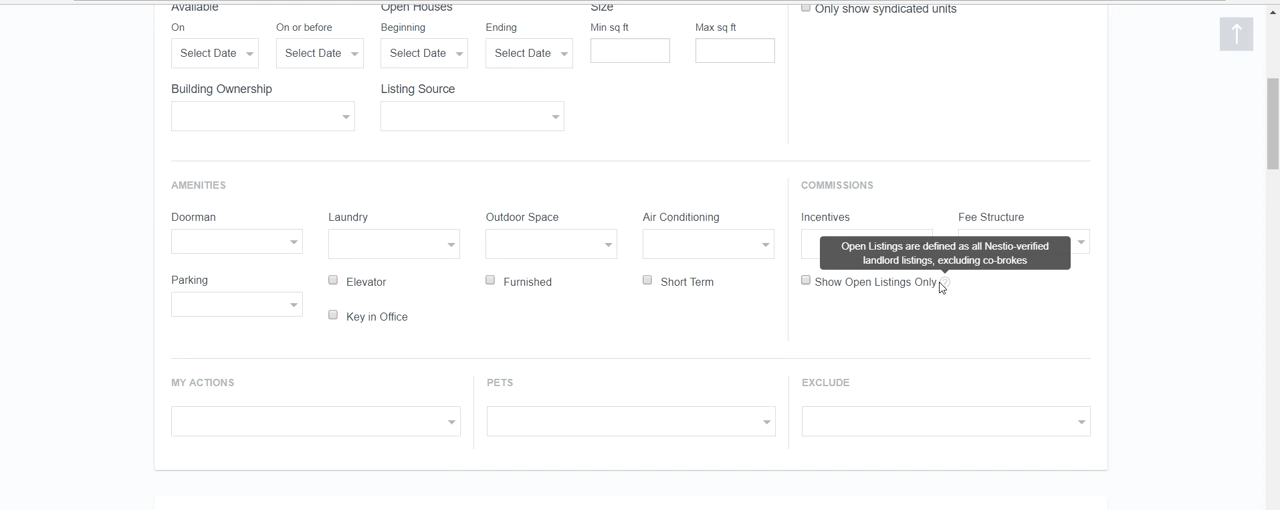 Available
Open Houses
Size
Only show syndicated units
On
On or before
Beginning
Ending
Min sq ft
Max sq ft
Select Date
Select Date
Select Date
Select Date
Building Ownership
Listing Source
AMENITIES
COMMISSIONS
Doorman
Laundry
Outdoor Space
Air Conditioning
Incentives
Fee Structure
Open Listings are defined as all Nestio-verified
landlord listings, excluding co-brokes
Parking
Elevator
Furnished
Short Term
Show Open Listings Only
Key in Office
MY ACTIONS
PETS
EXCLUDE